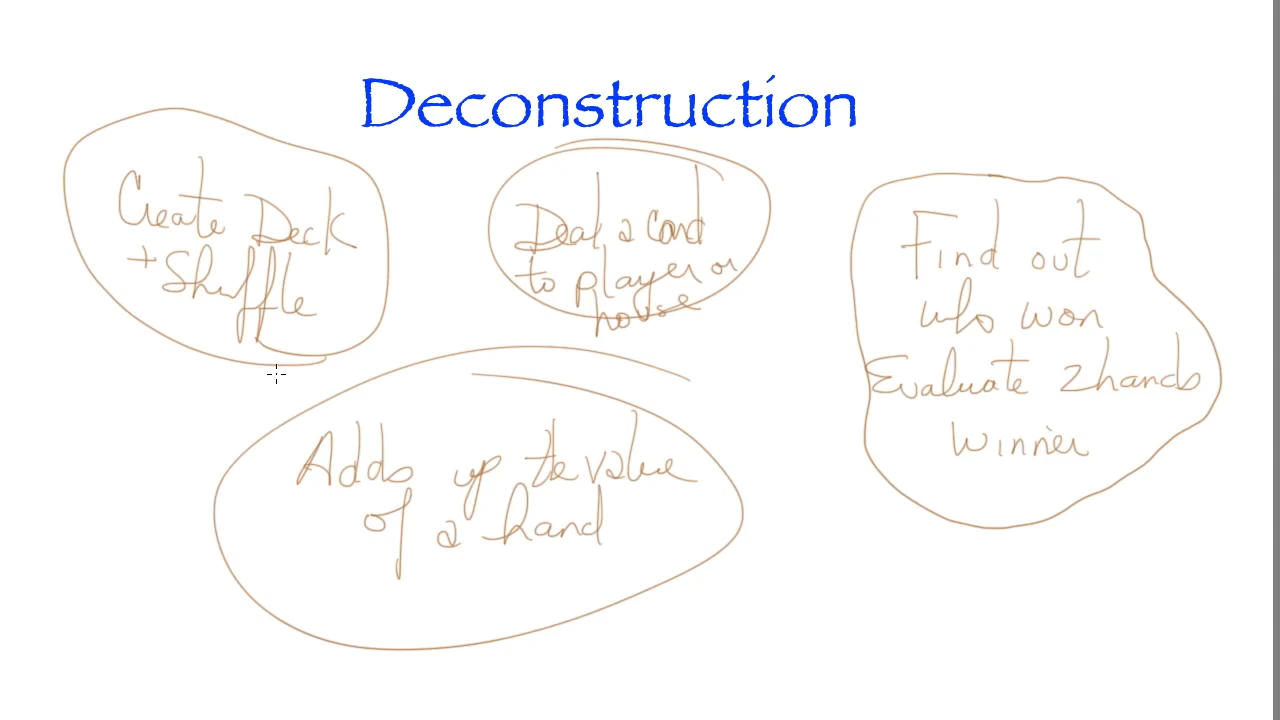 Deconstruction
Create Deck
+ Shuffle
Deal a Card
to player or
house
Find out
who won
Evaluate 2 hands
winner
Adds up the value
of a hand